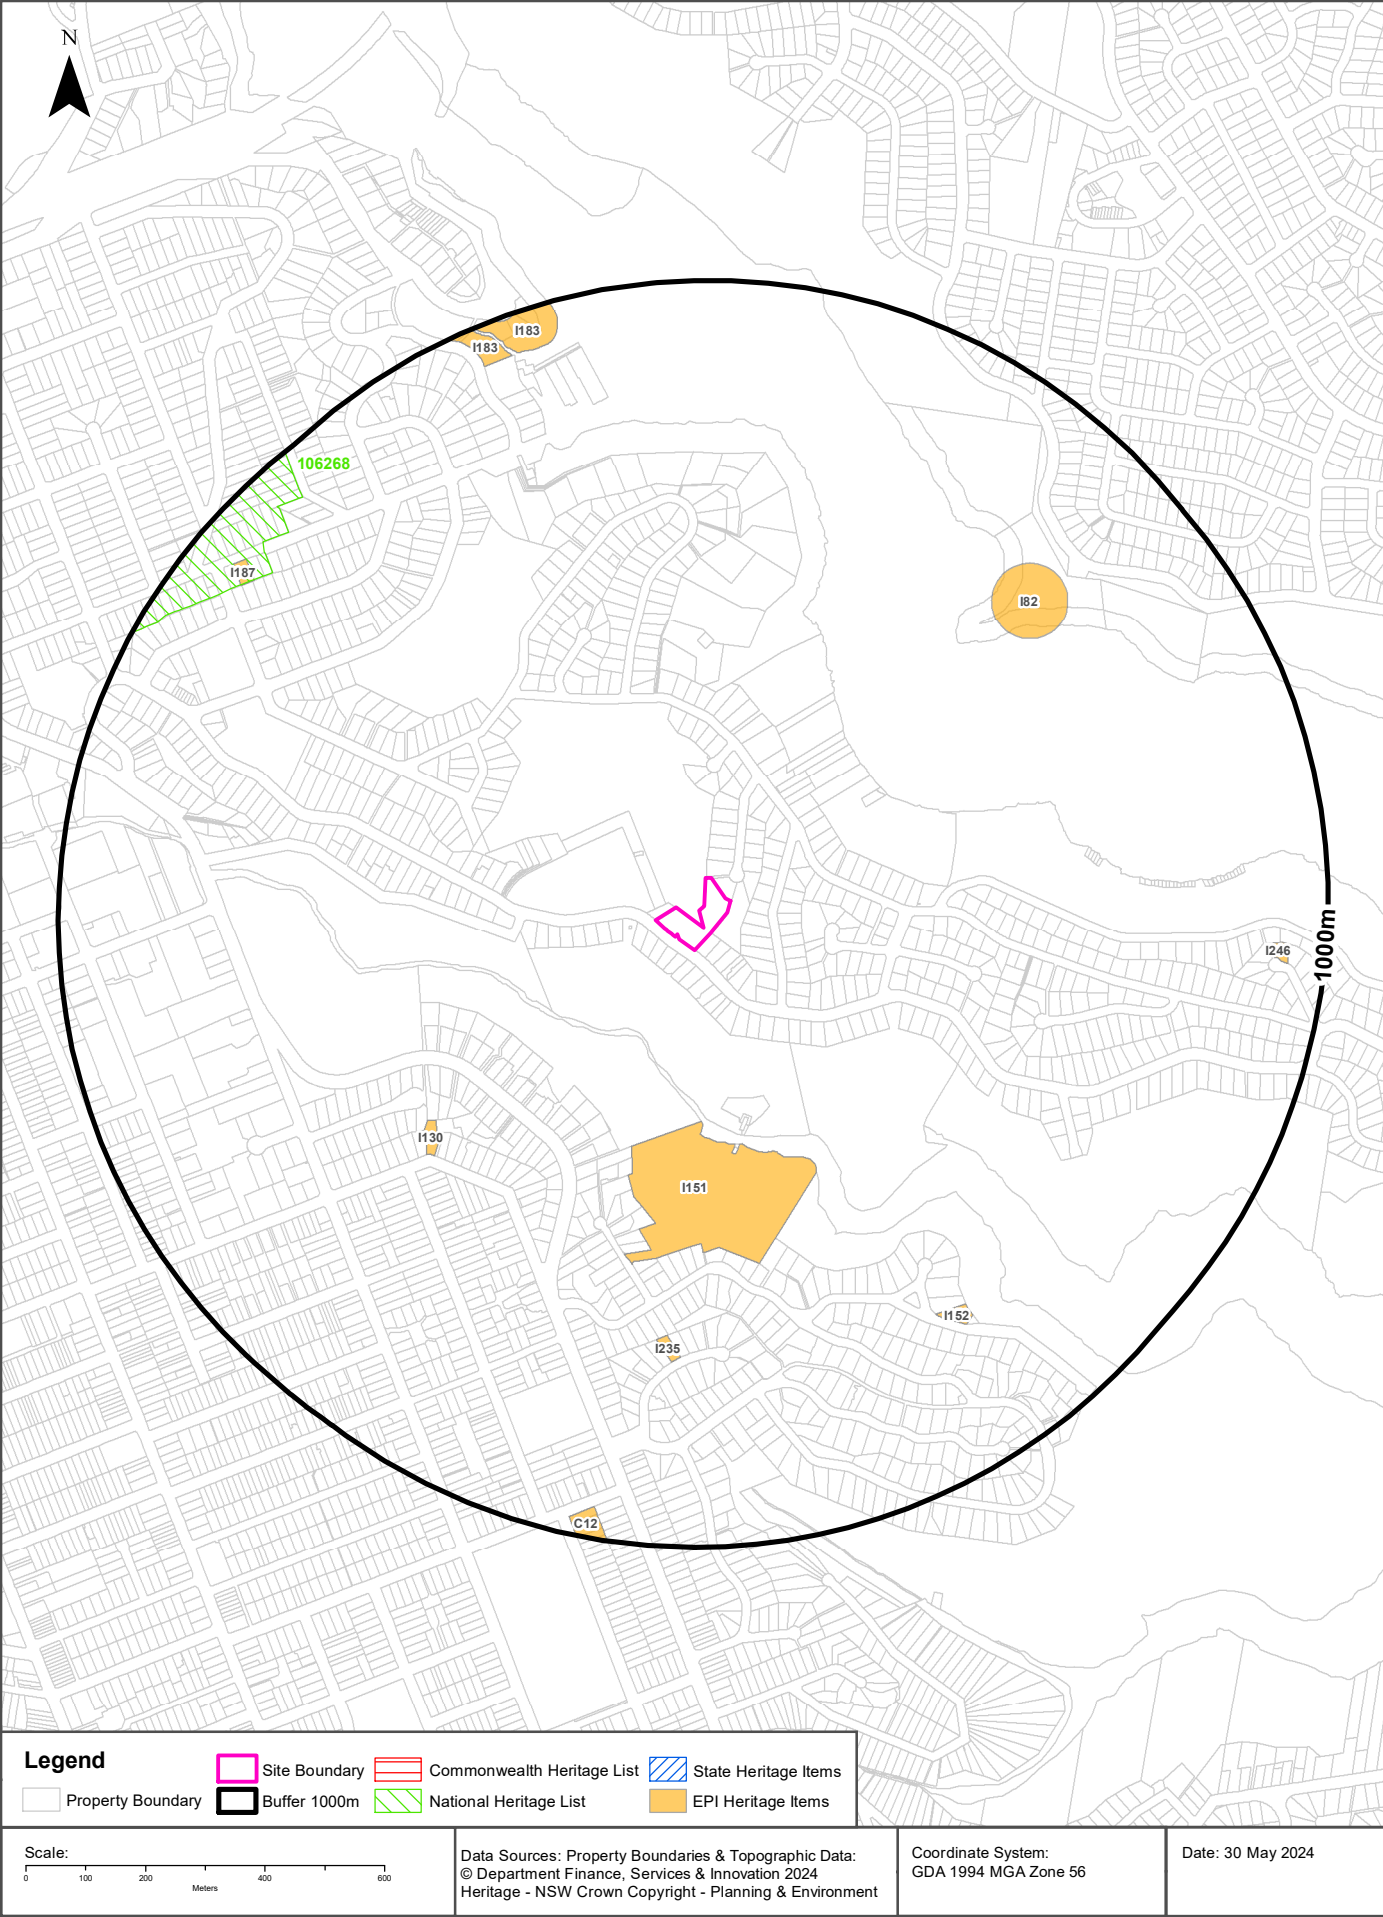 N
I183
I183
106268
I187
I82
1000m
I246
I130
I151
I152
I235
C12
Legend
Property Boundary
Site Boundary
Buffer 1000m
Commonwealth Heritage List
National Heritage List
State Heritage Items
EPI Heritage Items
Scale:
0 100 200 400 600
Meters
Data Sources: Property Boundaries & Topographic Data:
© Department Finance, Services & Innovation 2024
Heritage - NSW Crown Copyright - Planning & Environment
Coordinate System:
GDA 1994 MGA Zone 56
Date: 30 May 2024